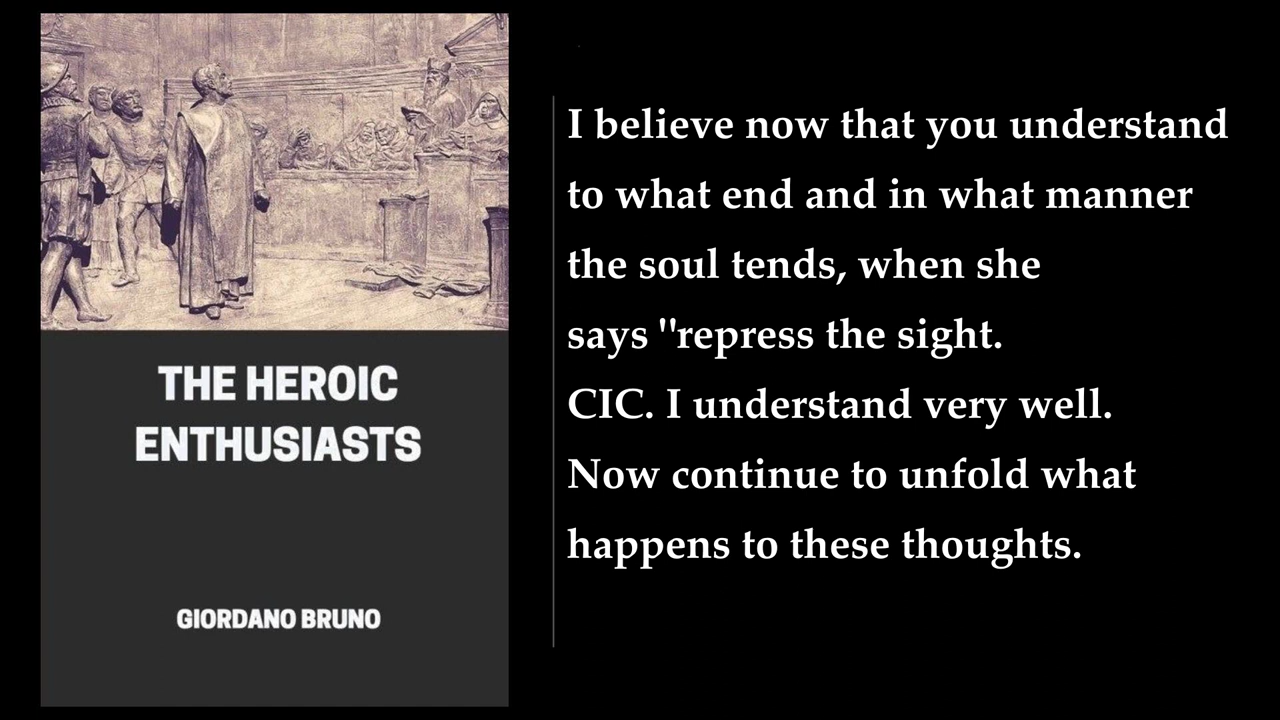 THE HEROIC
ENTHUSIASTS
GIORDANO BRUNO
I believe now that you understand
to what end and in what manner
the soul tends, when she
says "repress the sight.
CIC. I understand very well.
Now continue to unfold what
happens to these thoughts.